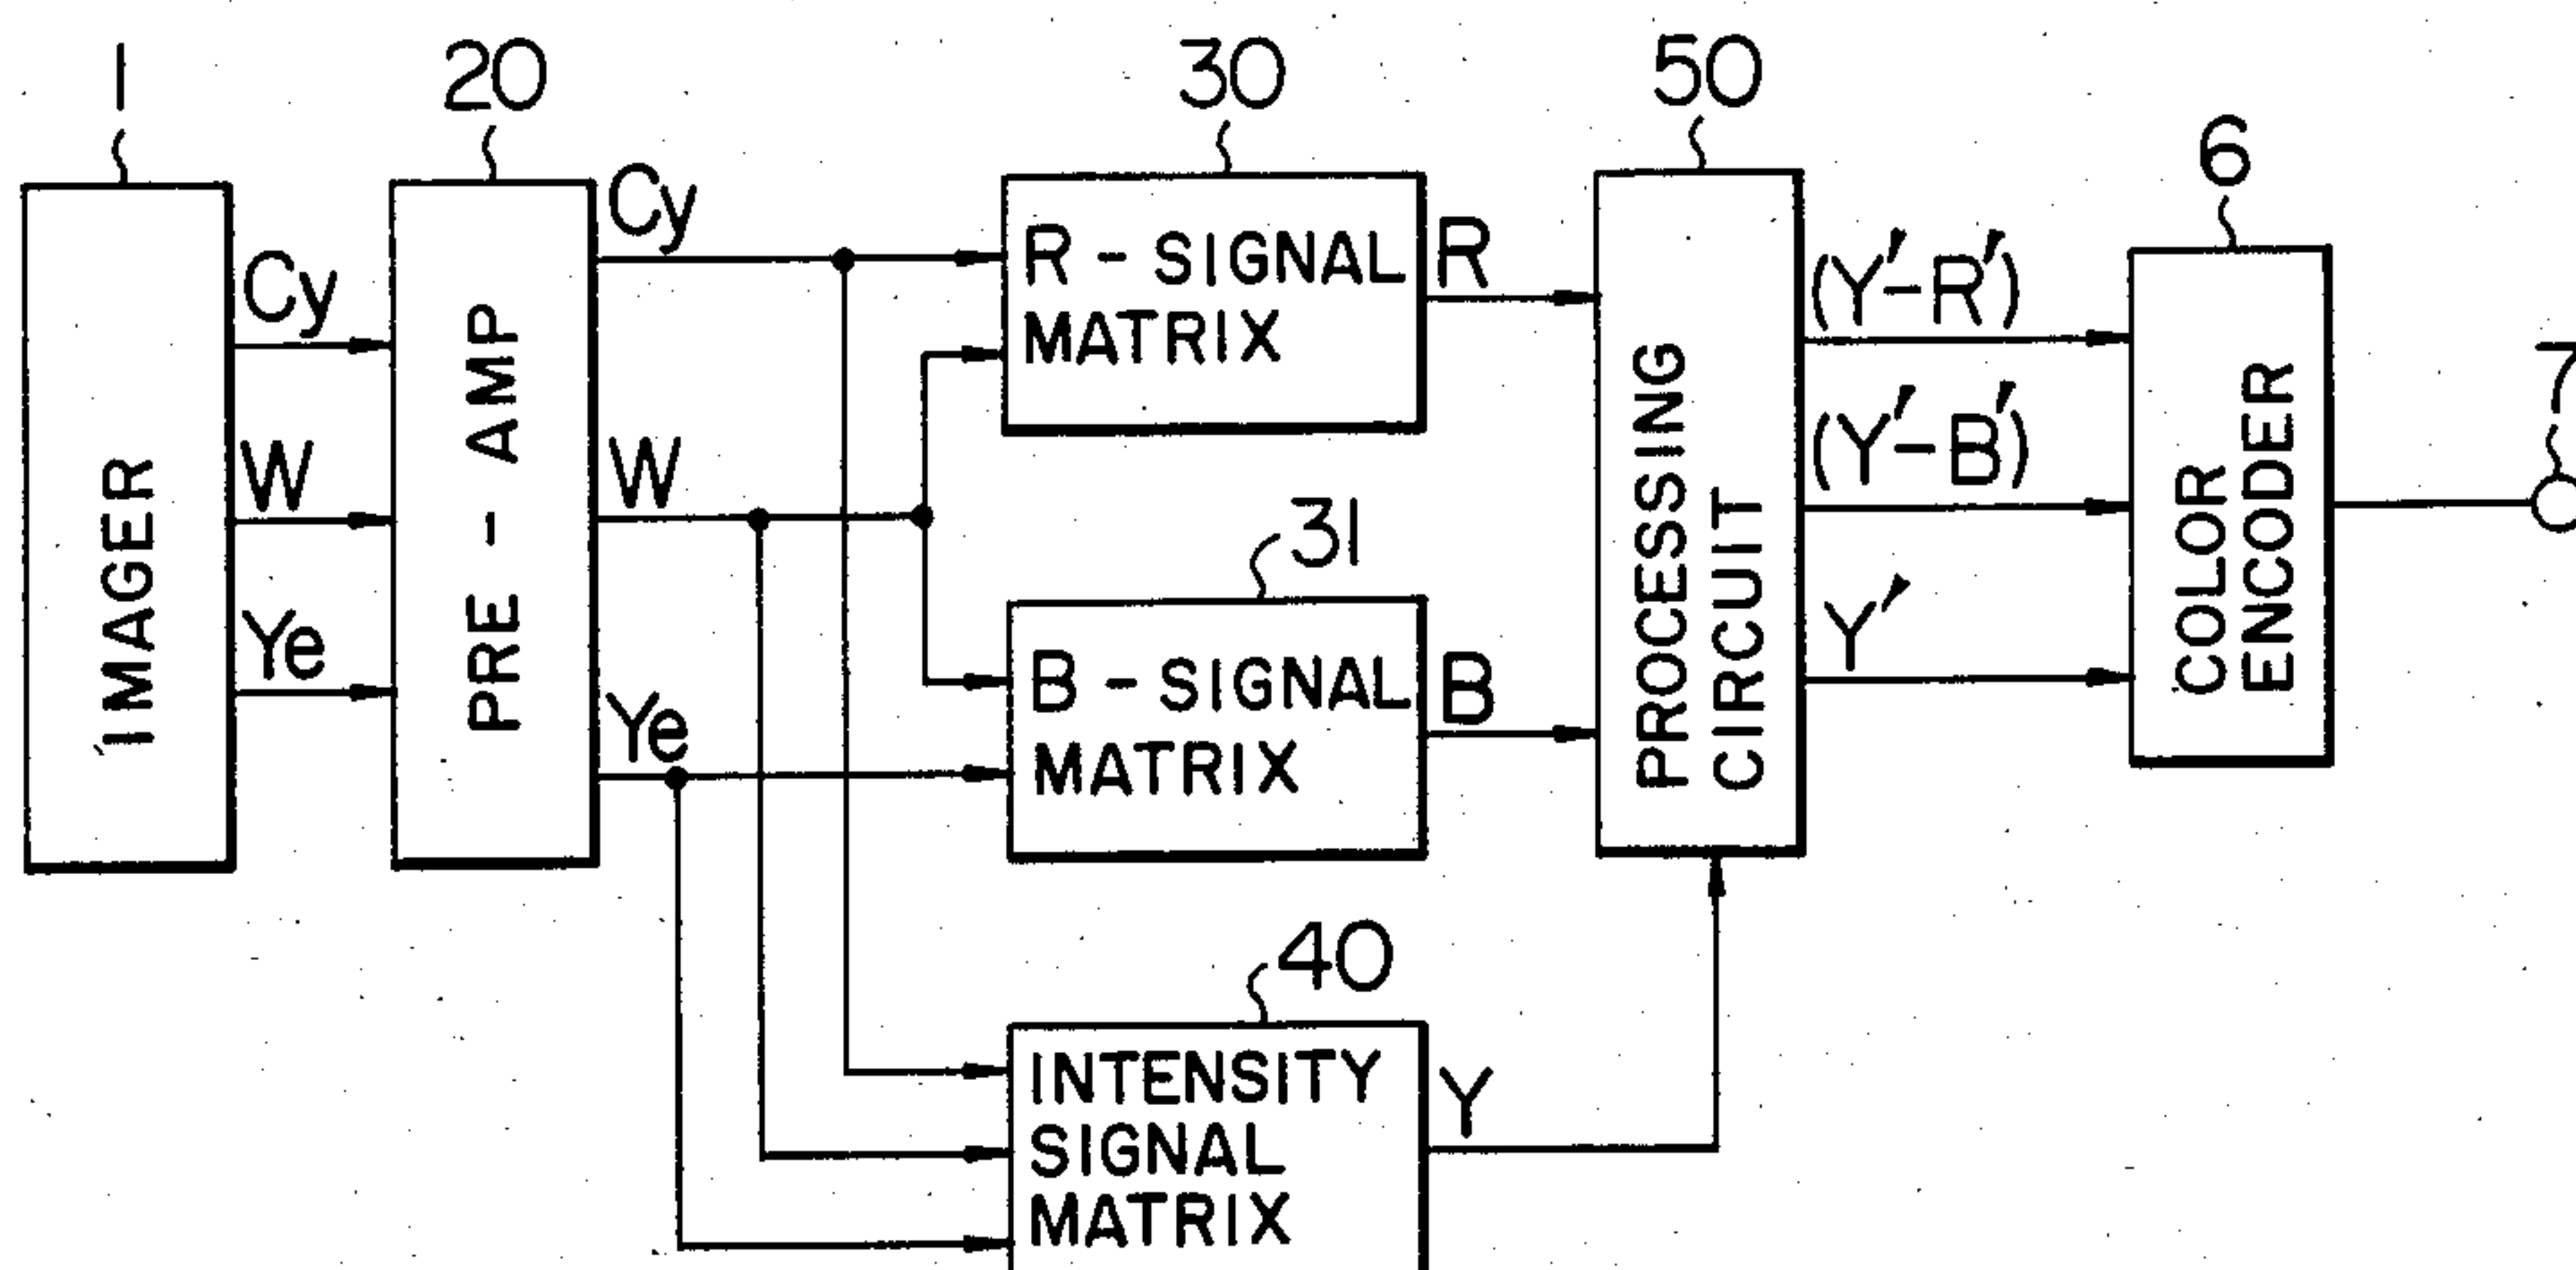 1
20
30
50
6
7
IMAGER
Cy
W
Ye
PRE - AMP
Cy
W
Ye
R - SIGNAL
MATRIX
R
31
B - SIGNAL
MATRIX
B
40
INTENSITY
SIGNAL
MATRIX
Y
PROCESSING
CIRCUIT
(Y'-R')
(Y'-B')
Y'
COLOR
ENCODER